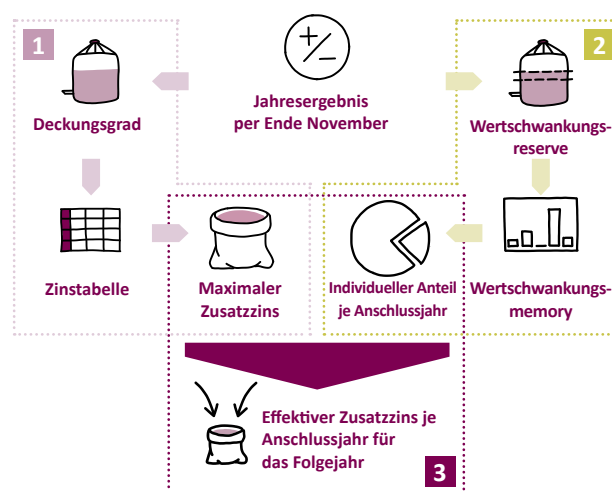 1
2
Jahresergebnis
per Ende November
Deckungsgrad
Wertschwankungs-
reserve
Zinstabelle
Maximaler
Zusatzzins
Individueller Anteil
je Anschlussjahr
Wertschwankungs-
memory
Effektiver Zusatzzins je
Anschlussjahr für
das Folgejahr
3